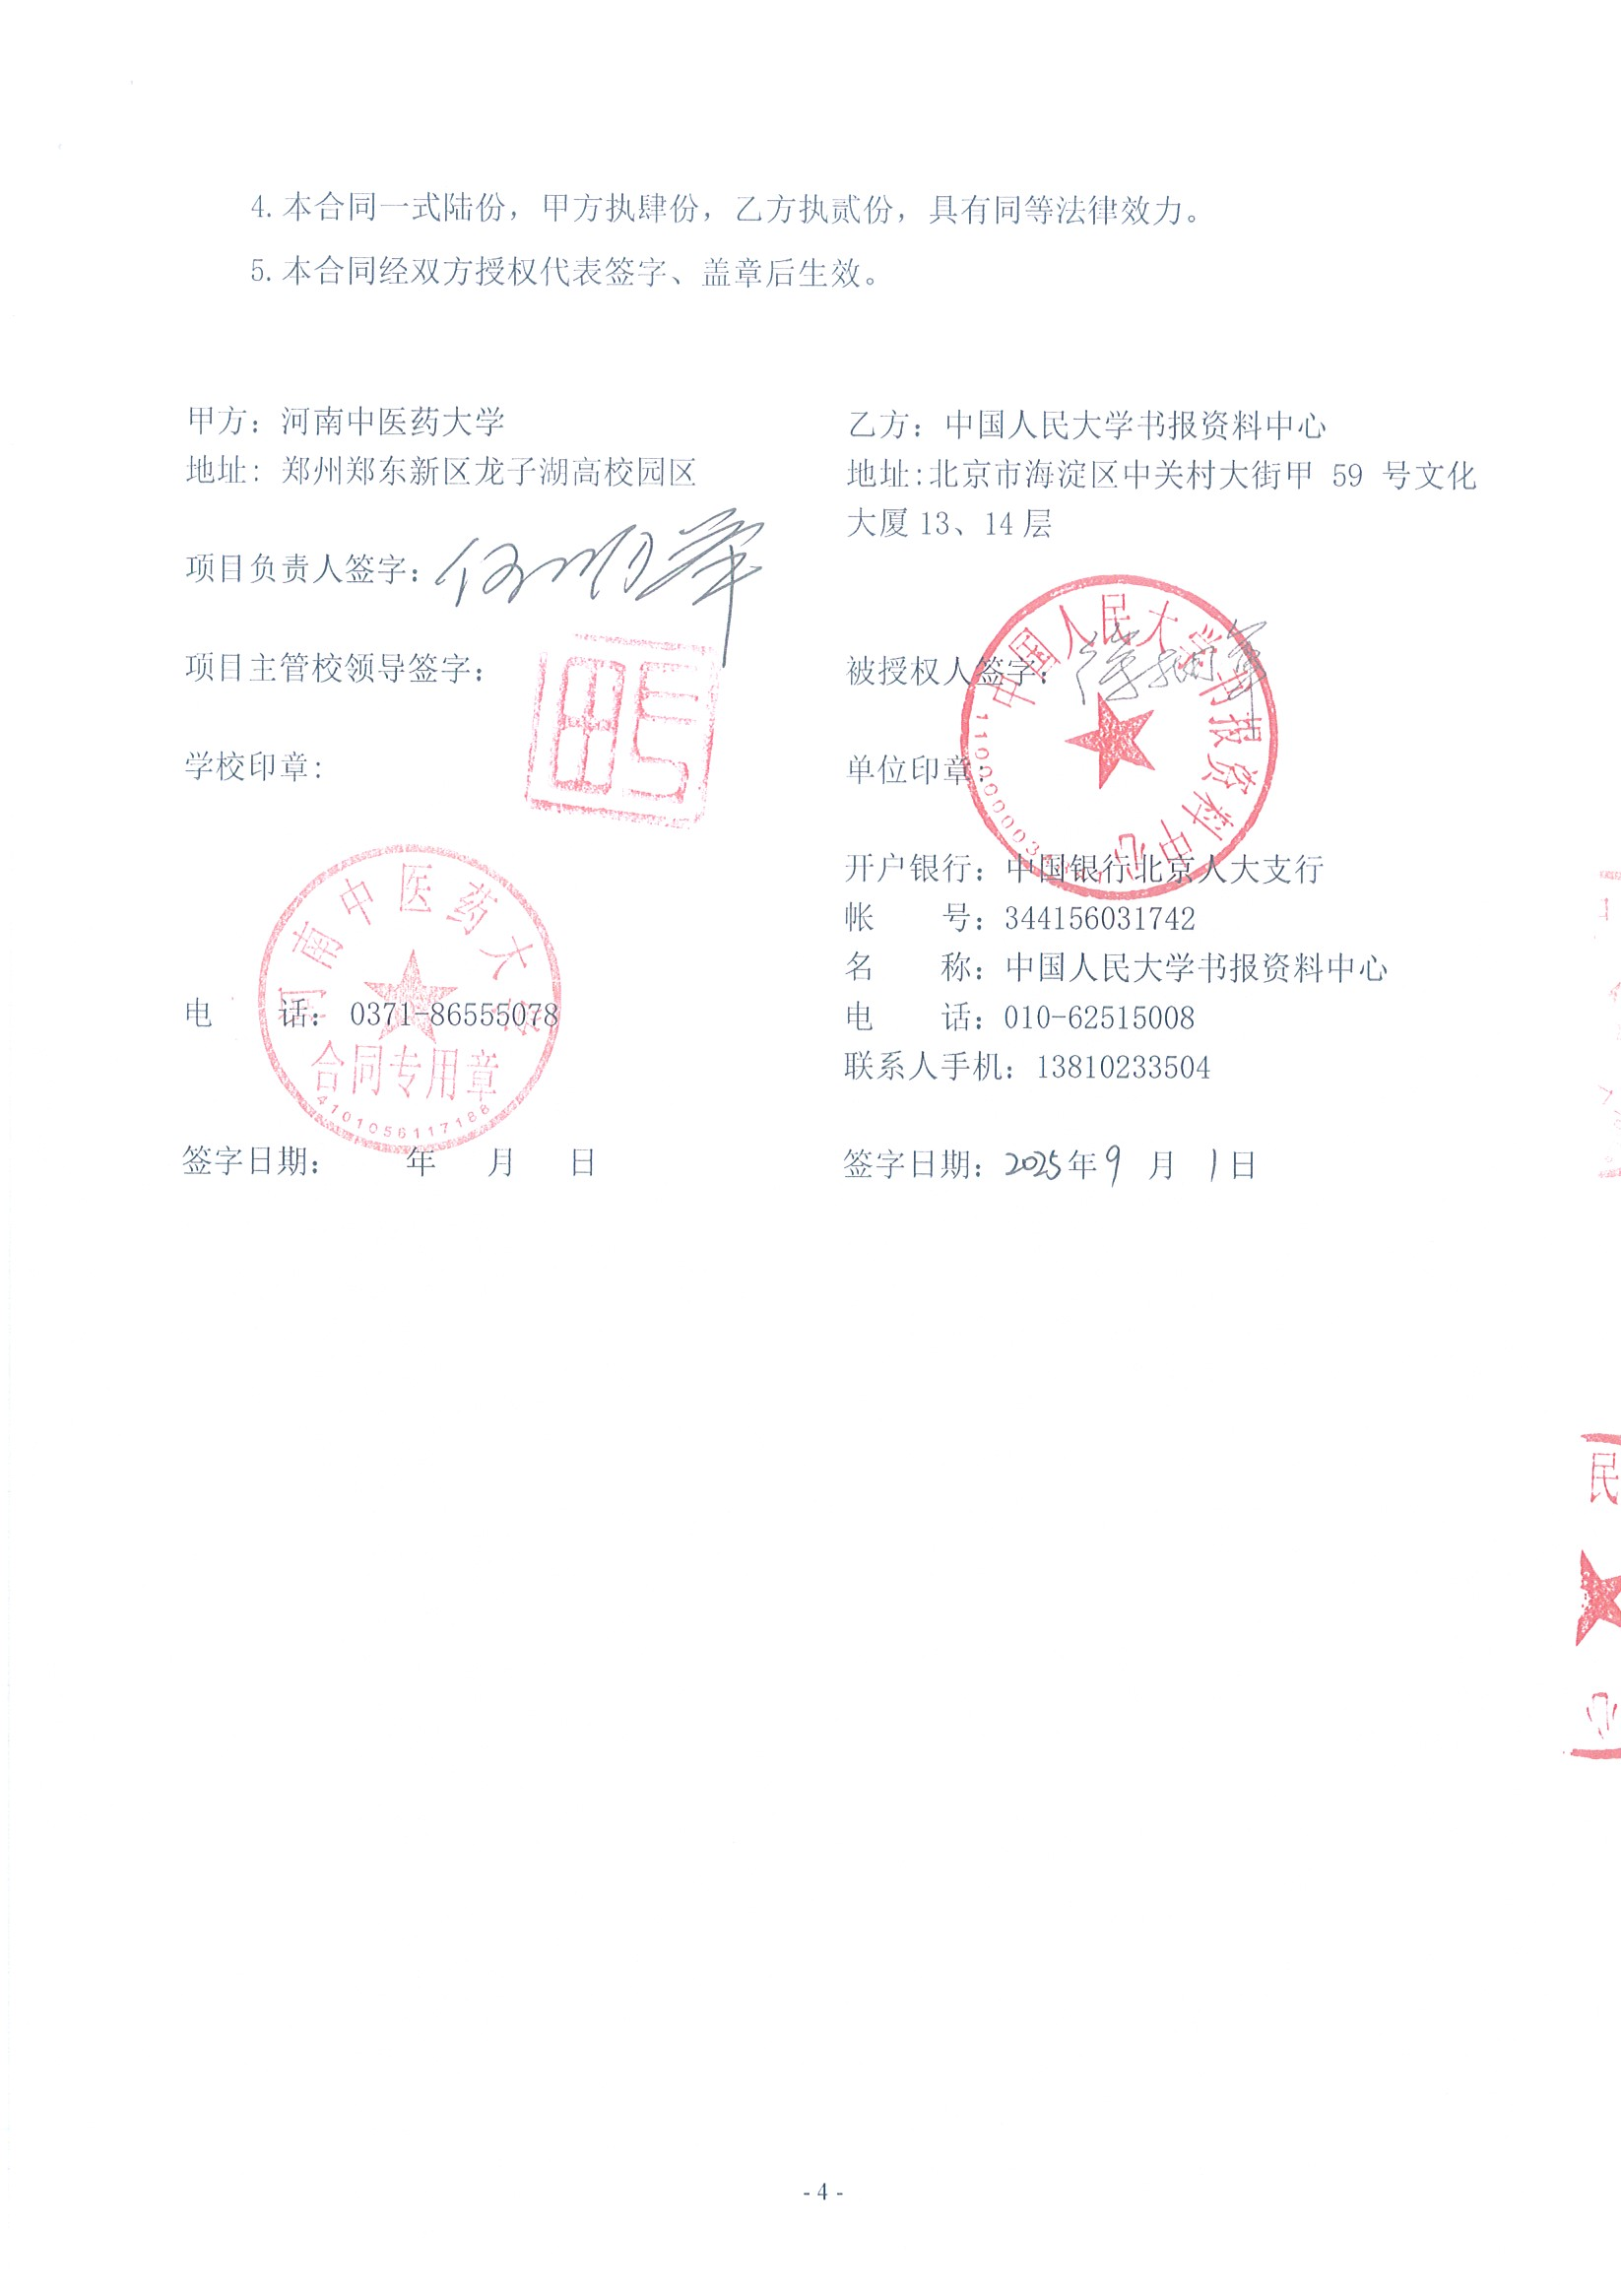 4.本合同一式陆份，甲方执肆份，乙方执贰份，具有同等法律效力。
5.本合同经双方授权代表签字、盖章后生效。
甲方：河南中医药大学
地址：郑州郑东新区龙子湖高校园区
项目负责人签字：
项目主管校领导签字：
学校印章：
河南中医药大学
合同专用章
4101056117188
电 话：0371-86555078
签字日期： 年 月 日
乙方：中国人民大学书报资料中心
地址:北京市海淀区中关村大街甲 59 号文化
大厦 13、14 层
被授权人签字：
单位印章：
中国人民大学书报资料中心
开户银行：中国银行北京人大支行
帐 号：344156031742
名 称：中国人民大学书报资料中心
电 话：010-62515008
联系人手机：13810233504
签字日期：2025年9月1日
民
心
- 4 -